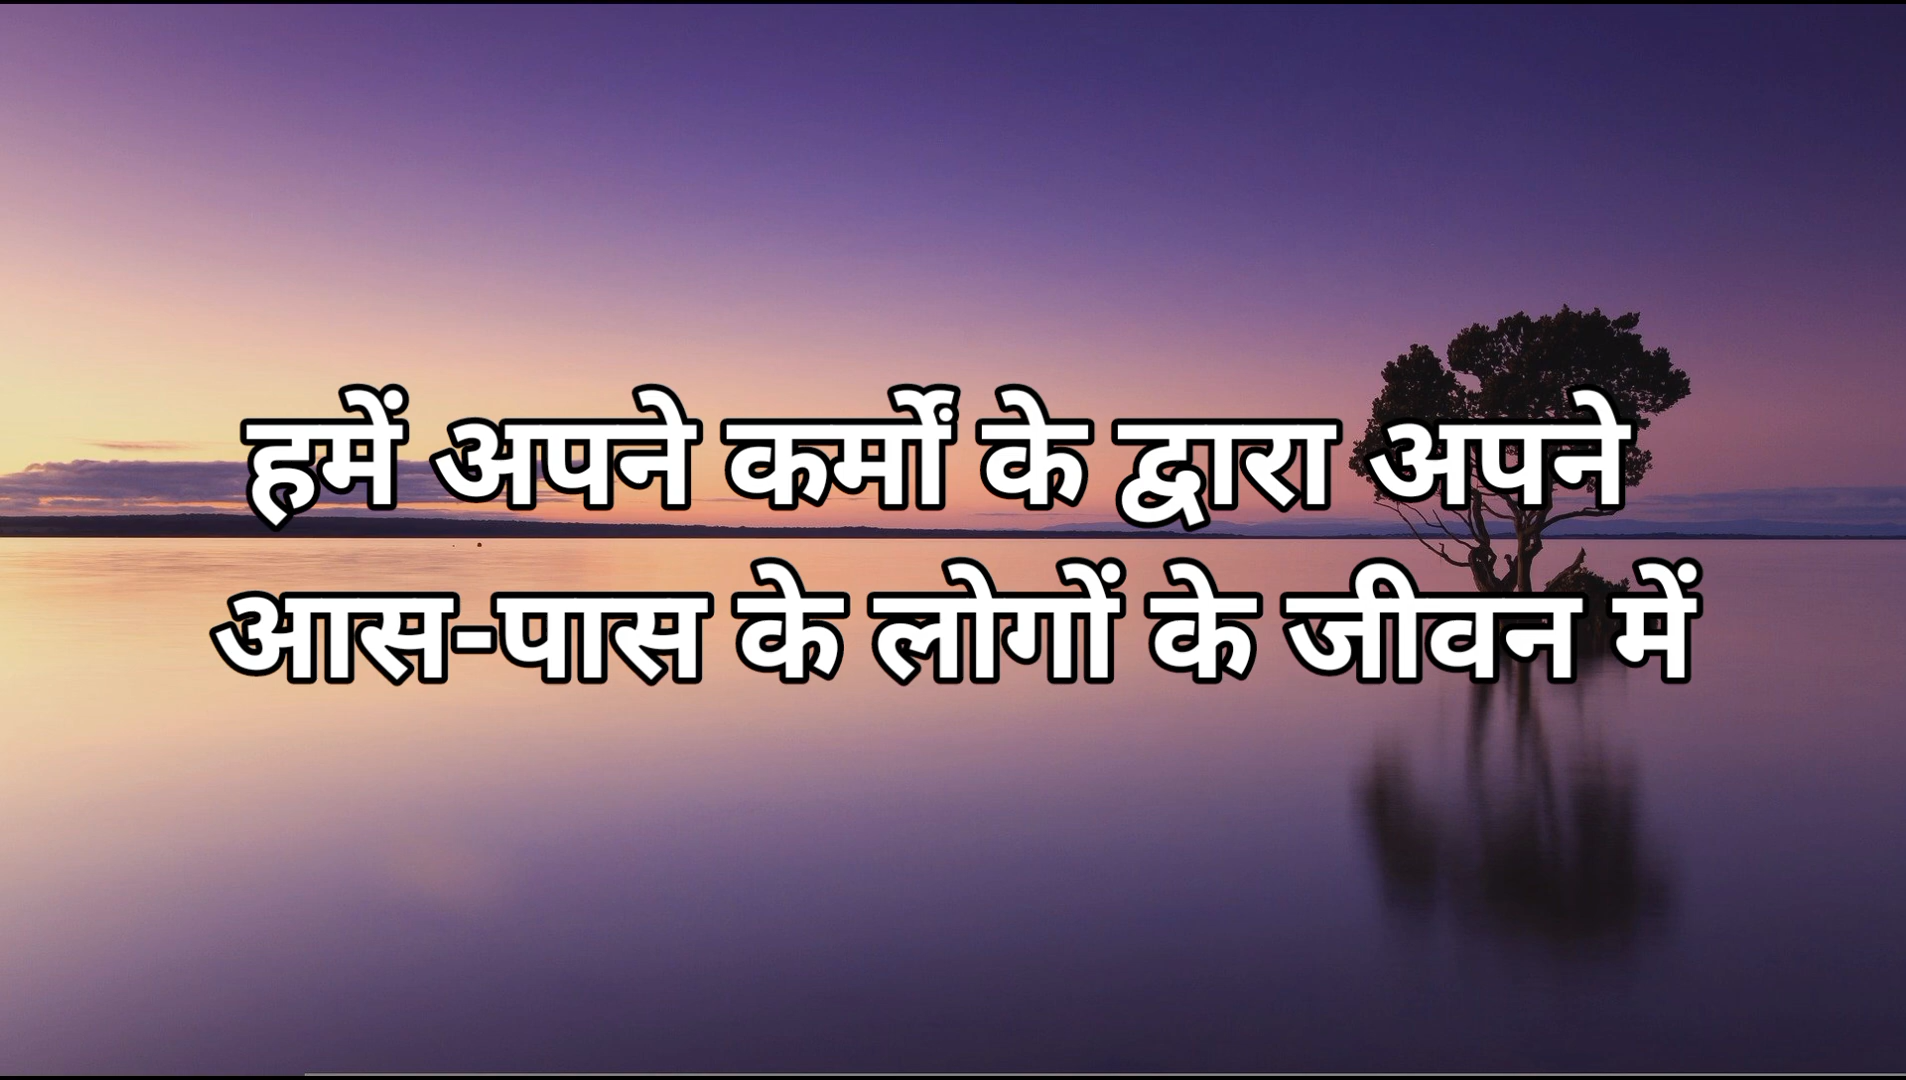 हमें अपने कर्मों के द्वारा अपने
आस-पास के लोगों के जीवन में